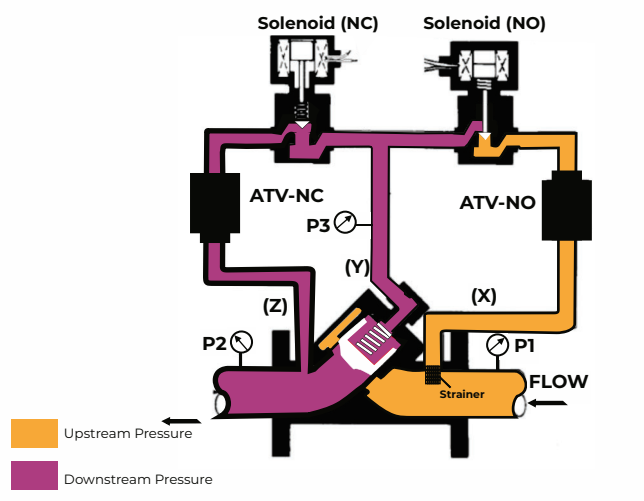 Solenoid (NC)
Solenoid (NO)
ATV-NC
ATV-NO
P3
(Y)
(X)
(Z)
P2
P1
FLOW
Strainer
Upstream Pressure
Downstream Pressure